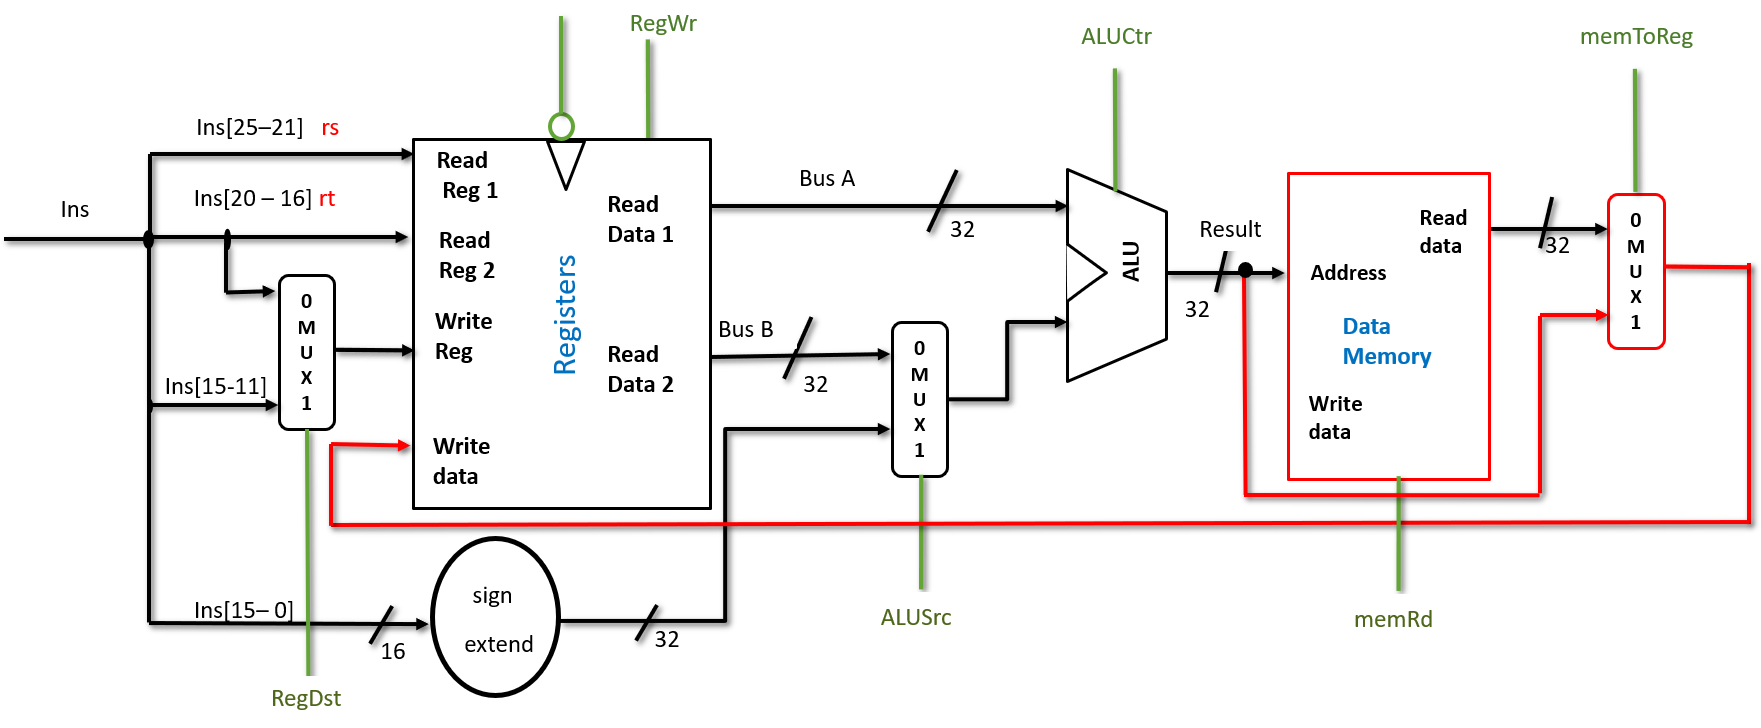 RegWr
ALUCtr
memToReg
Ins[25–21] rs
Ins[20 – 16] rt
Ins
Ins[15-11]
Ins[15– 0]
0
M
U
X
1
RegDst
Read
Reg 1
Read
Reg 2
Write
Reg
Write
data
Registers
Read
Data 1
Read
Data 2
sign
extend
16
32
Bus A
32
Bus B
32
0
M
U
X
1
ALUSrc
ALU
Result
32
Read
data
Address
Data
Memory
Write
data
memRd
32
0
M
U
X
1